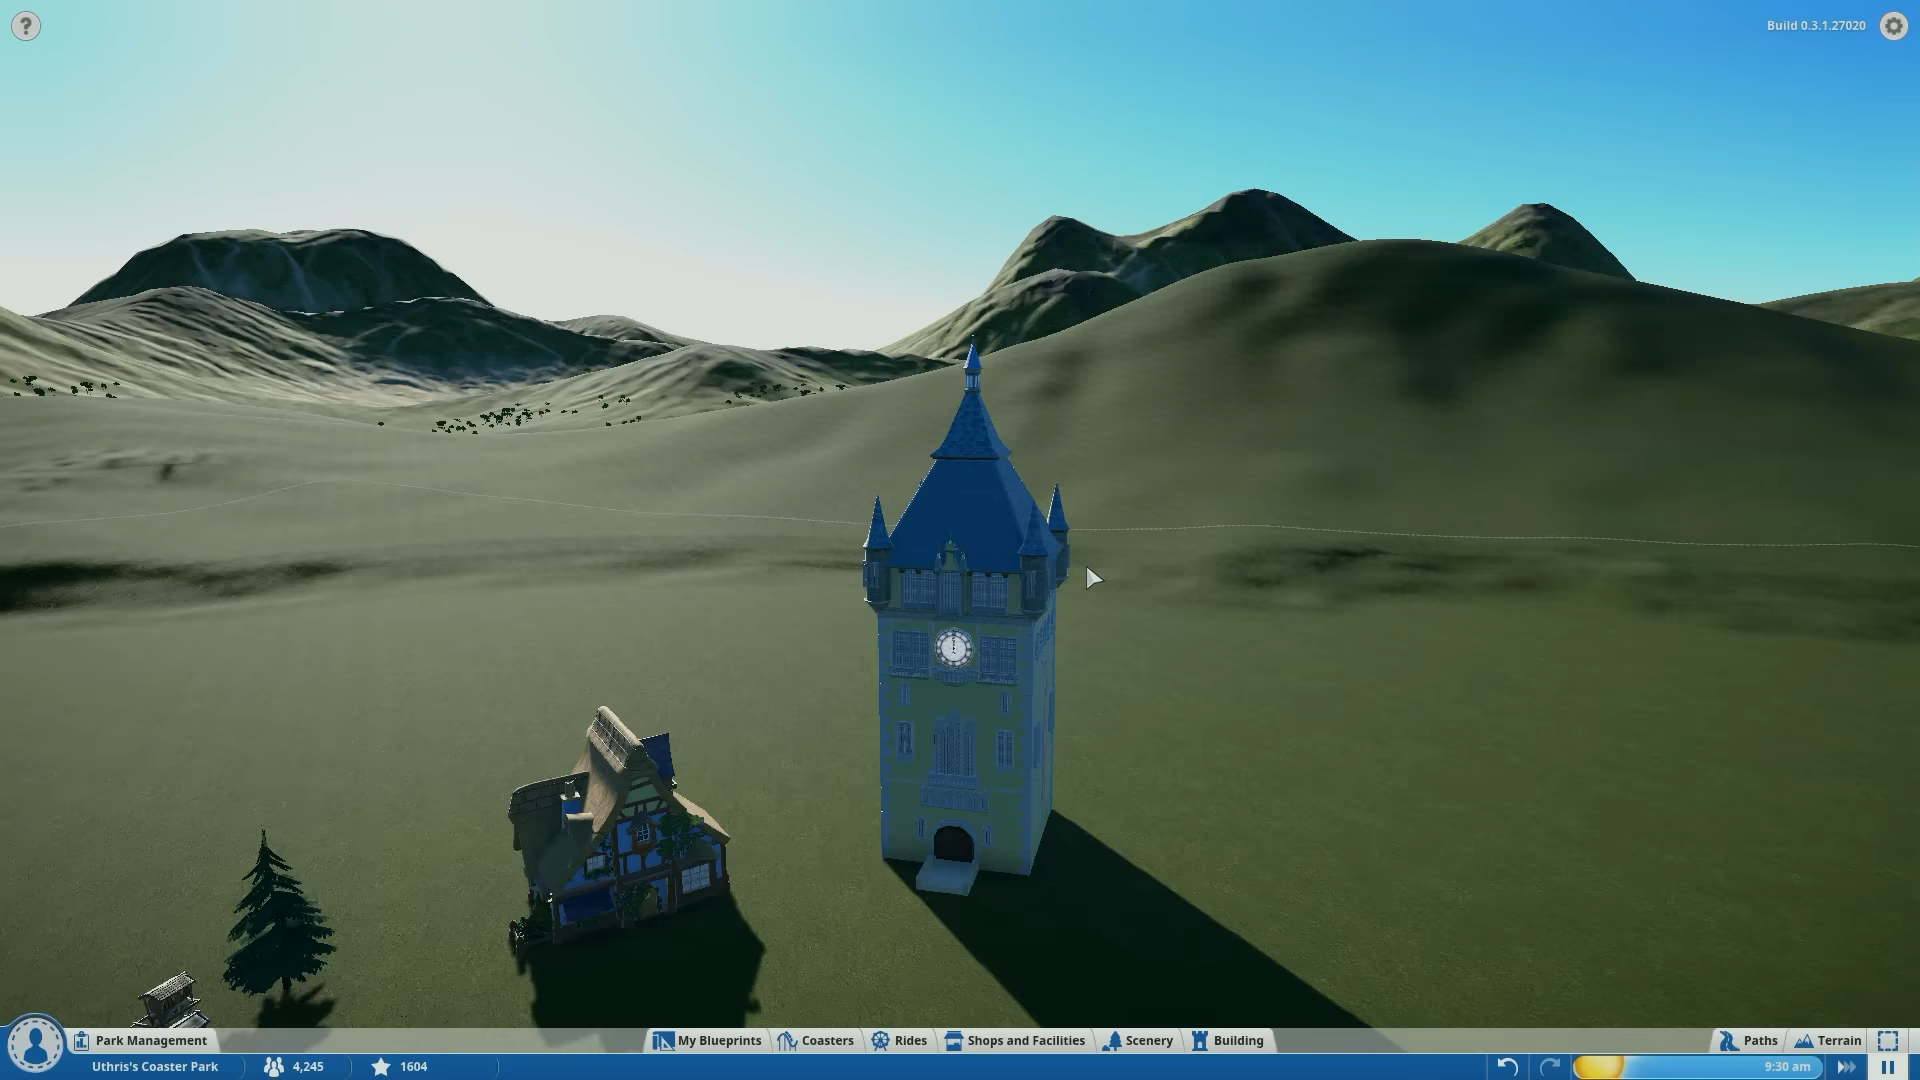 ?
Build 0.3.1.27020
Park Management
My Blueprints
Coasters
Rides
Shops and Facilities
Scenery
Building
Paths
Terrain
Uthris's Coaster Park
4,245
1604
9:30 am